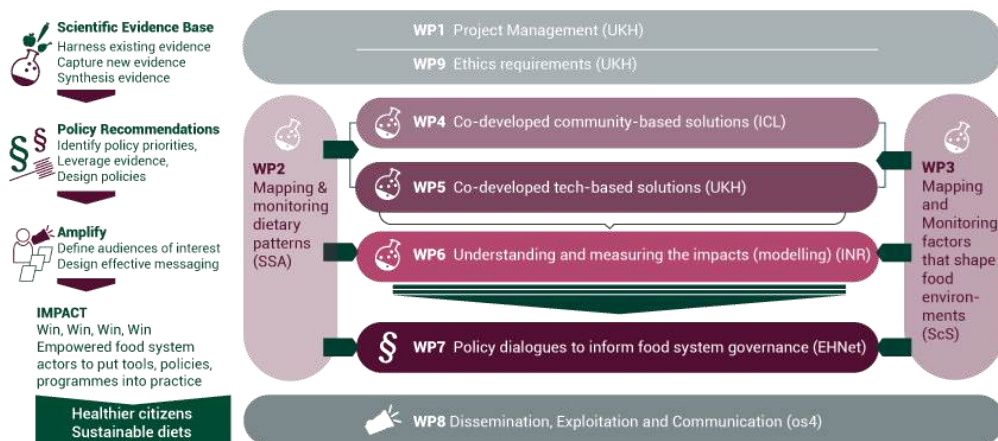 Scientific Evidence Base
Harness existing evidence
Capture new evidence
Synthesis evidence
§ §
Policy Recommendations
Identify policy priorities,
Leverage evidence,
Design policies
Amplify
Define audiences of interest
Design effective messaging
IMPACT
Win, Win, Win, Win
Empowered food system
actors to put tools, policies,
programmes into practice
Healthier citizens
Sustainable diets
WP1 Project Management (UKH)
WP9 Ethics requirements (UKH)
WP2
Mapping &
monitoring
dietary
patterns
(SSA)
WP4 Co-developed community-based solutions (ICL)
WP5 Co-developed tech-based solutions (UKH)
WP6 Understanding and measuring the impacts (modelling) (INR)
§ WP7 Policy dialogues to inform food system governance (EHNet)
WP3
Mapping
and
Monitoring
factors
that shape
food
environ-
ments
(ScS)
WP8 Dissemination, Exploitation and Communication (os4)